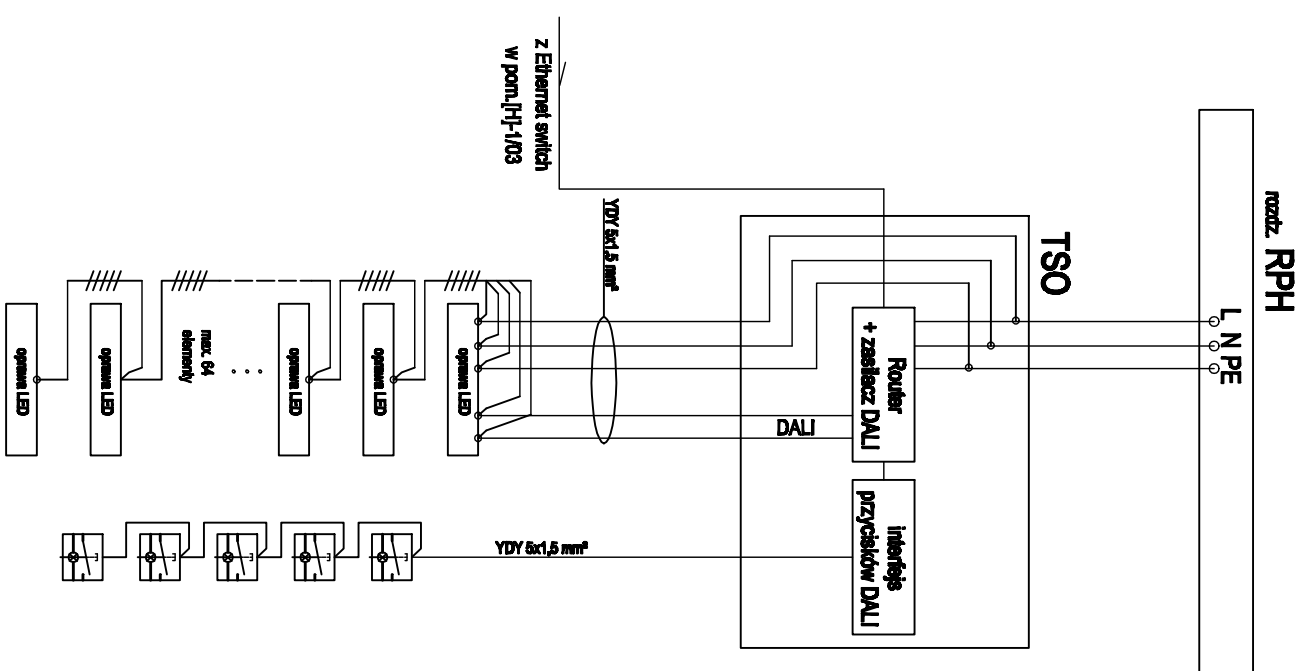 rozdz. RPH
L N PE
TSO
Router
+ zasilacz DALI
interfejs
przycisków DALI
DALI
z Ethernet switch
w pom.[H]-1/03
YDY 5x1,5 mm²
YDY 5x1,5 mm²
oprawa LED
oprawa LED
oprawa LED
. . .
max. 64
elementy
oprawa LED
oprawa LED